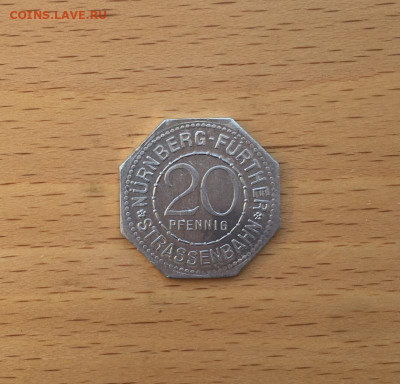 COINS.LAVE.RU
NÜRNBERG-FÜRTHER
20
PFENNIG
STRASSENBAHN